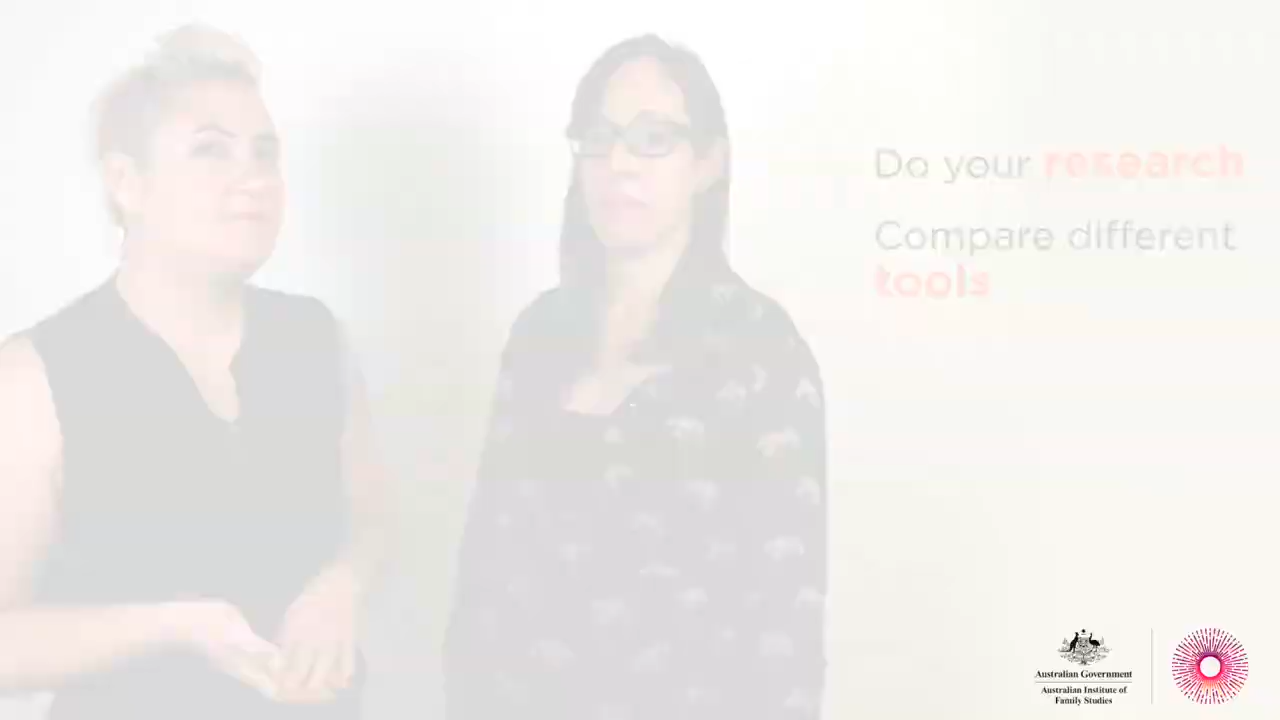 Do your research
Compare different
tools
Australian Government
Australian Institute of
Family Studies